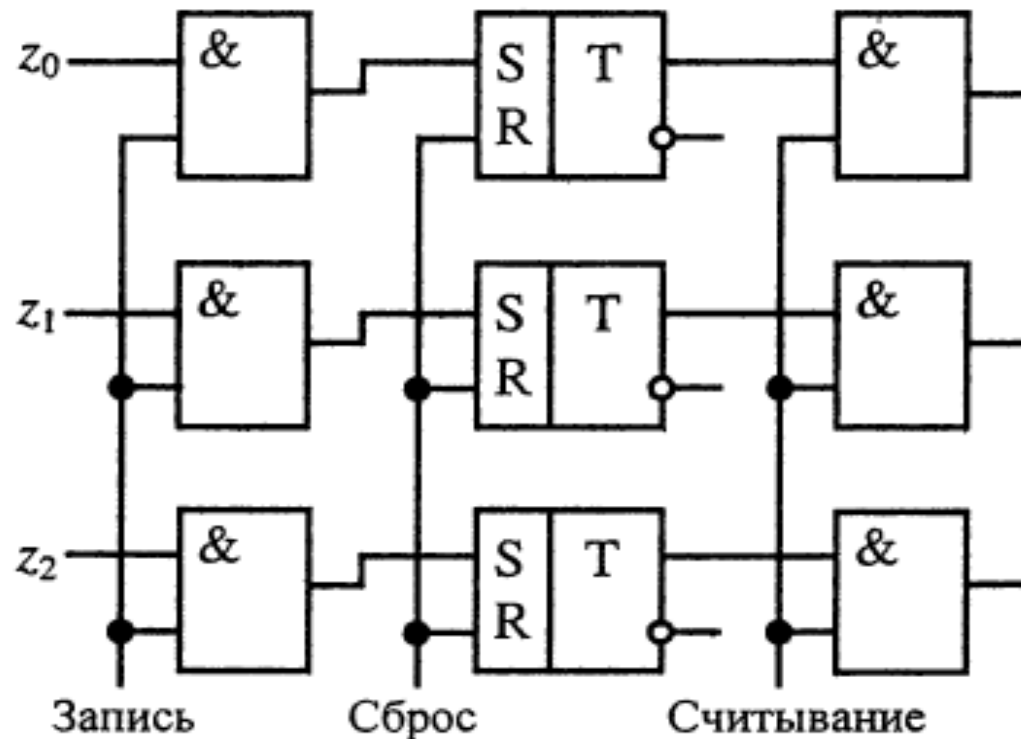 z0 & S T &
R
z1 & S T &
R
z2 & S T &
R
Запись Сброс Считывание